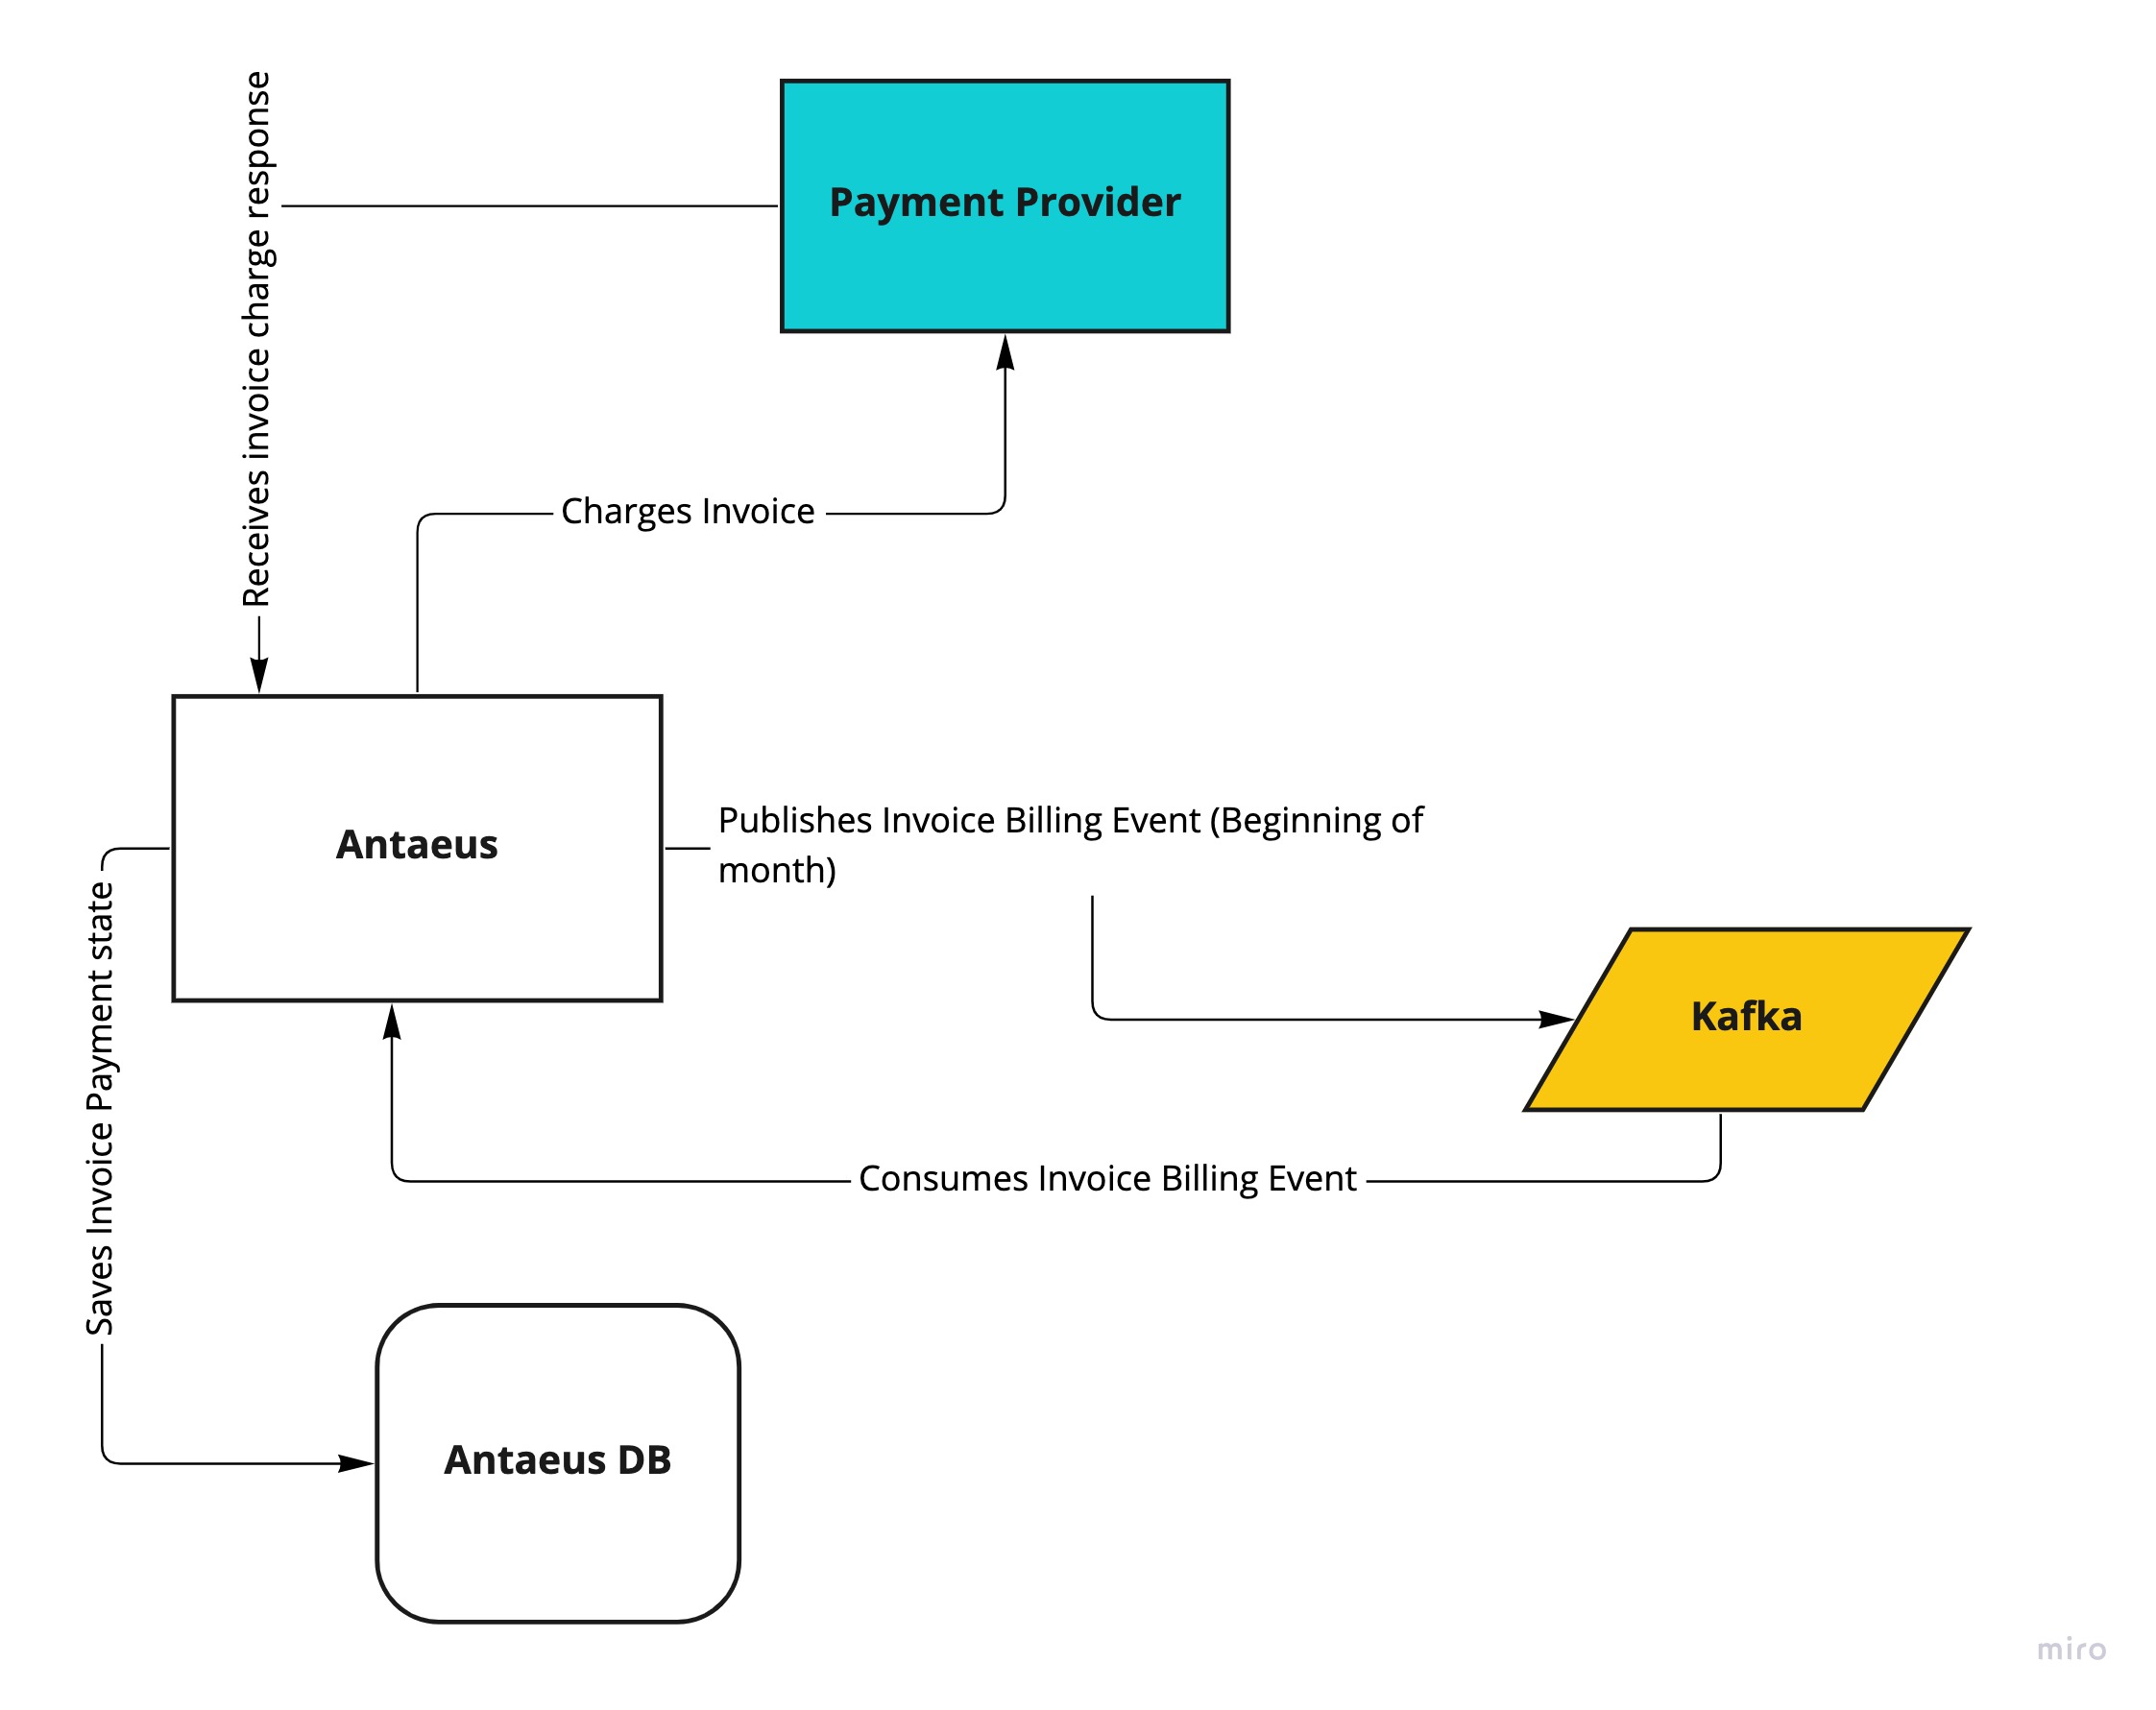 Receives invoice charge response
Payment Provider
Charges Invoice
Antaeus
Publishes Invoice Billing Event (Beginning of
month)
Saves Invoice Payment state
Kafka
Consumes Invoice Billing Event
Antaeus DB
miro